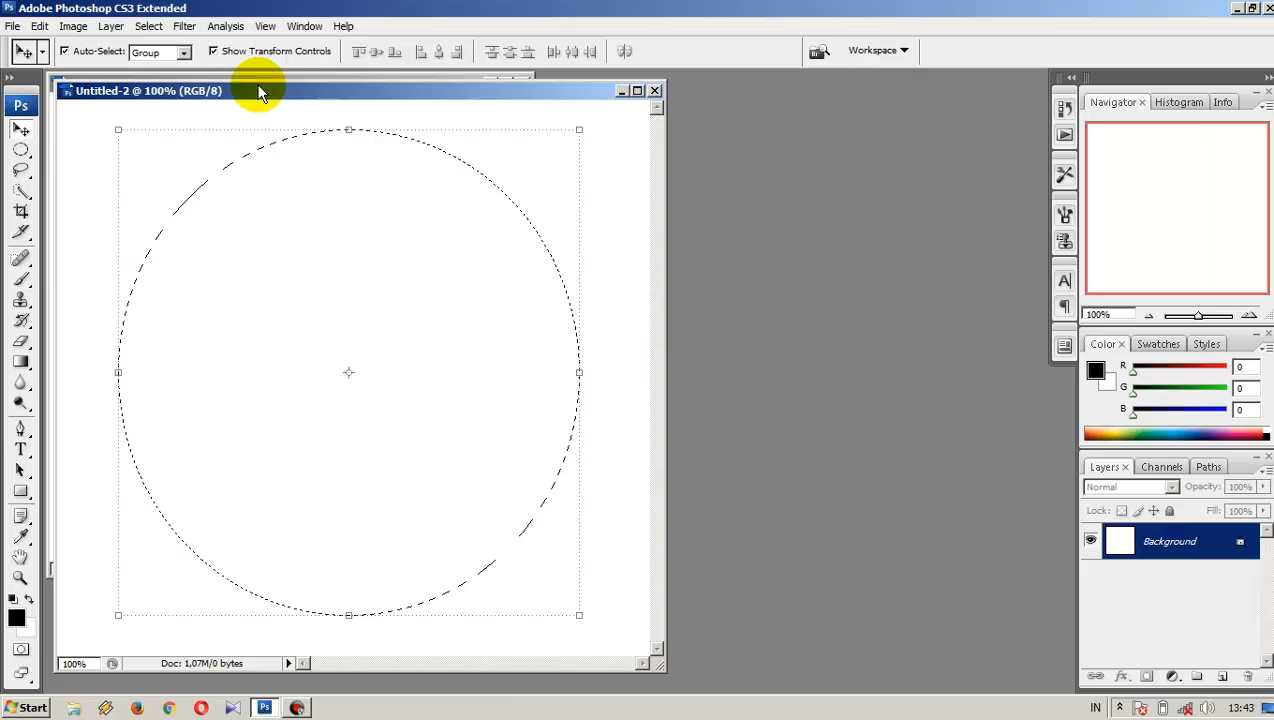 Ps Adobe Photoshop CS3 Extended
File Edit Image Layer Select Filter Analysis View Window Help
Auto-Select: Group Show Transform Controls Workspace
Untitled-2 @ 100% (RGB/8)
Ps
Navigator × Histogram Info
100%
Color × Swatches Styles
R 0
G 0
B 0
Layers × Channels Paths
Normal Opacity: 100%
Lock: Fill: 100%
Background
100% Doc: 1,07M/0 bytes
Start Ps IN 13:43